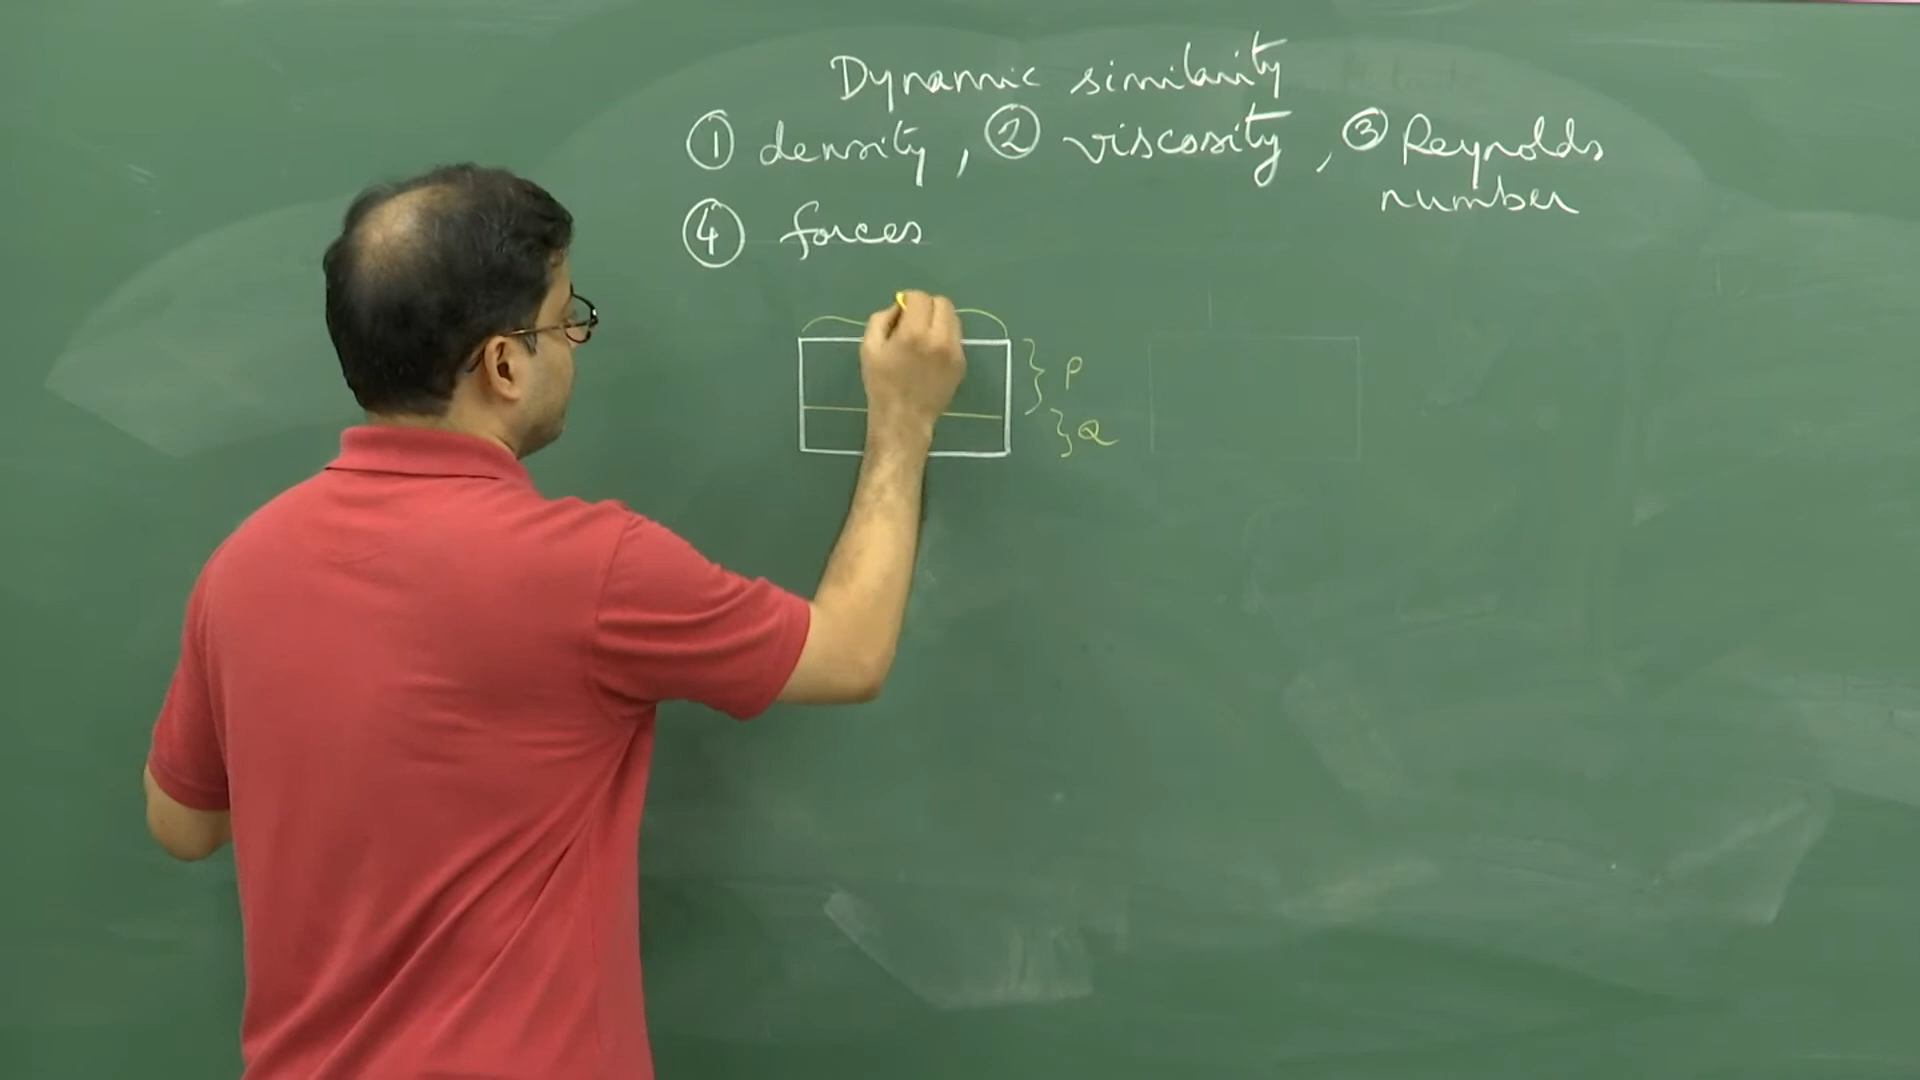 Dynamic similarity
① density, ② viscosity, ③ Reynolds
number
④ forces
P
Q